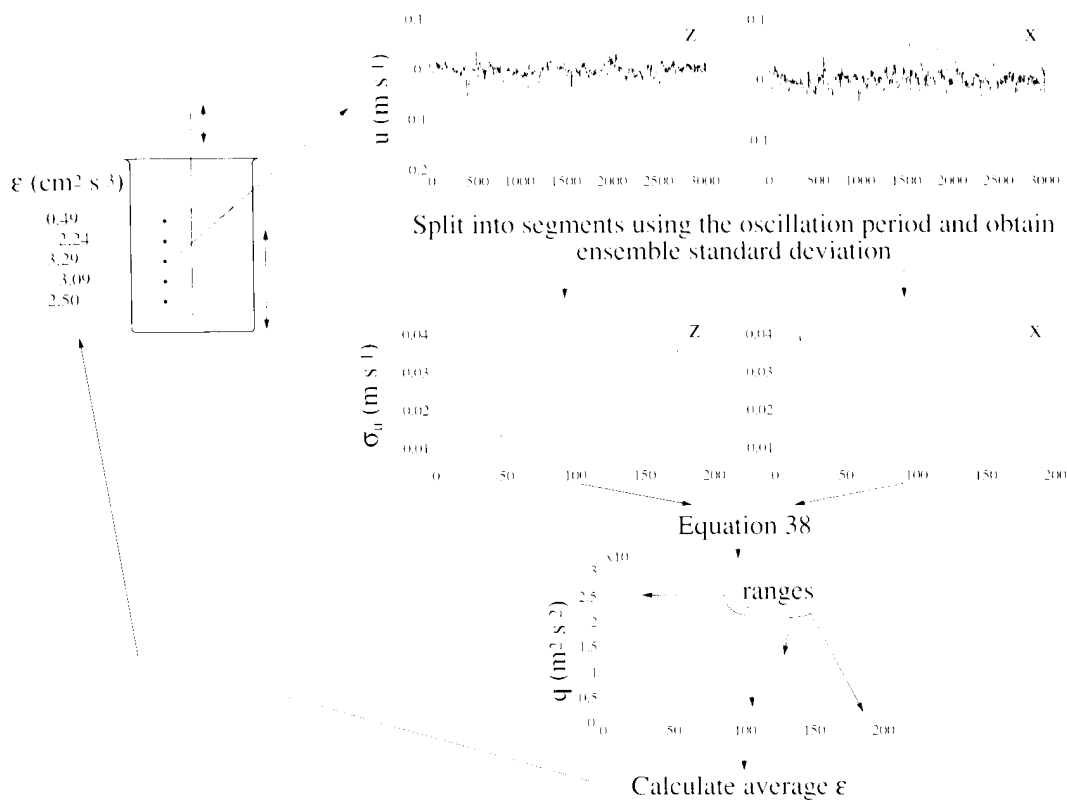 0.1
0
0.1
0.2
u (m s-1)
Z
0 500 1000 1500 2000 2500 3000
0.1
0
0.1
X
0 500 1000 1500 2000 2500 3000
ε (cm2 s-3)
0.49
2.24
3.29
3.09
2.50
Split into segments using the oscillation period and obtain
ensemble standard deviation
0.04
0.03
0.02
0.01
σu (m s-1)
Z
0 50 100 150 200
0.04
0.03
0.02
0.01
X
0 50 100 150 200
Equation 38
x10
3
2.5
2
1.5
1
0.5
0
q (m2 s-2)
ranges
0 50 100 150 200
Calculate average ε